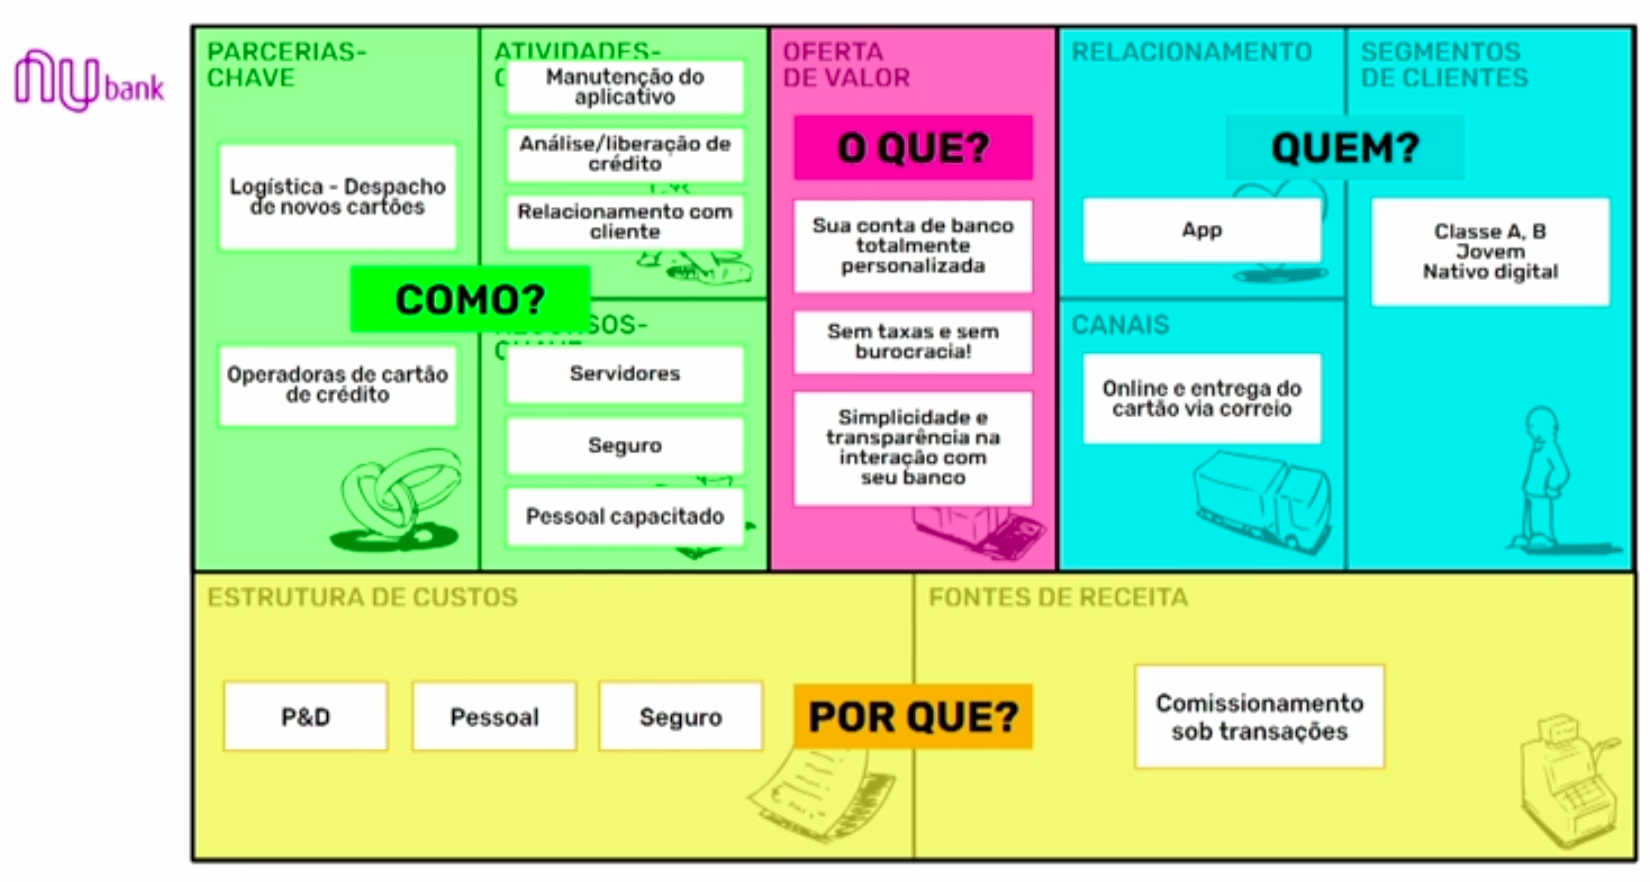 nu bank
PARCERIAS-
CHAVE
Logística - Despacho
de novos cartões
Operadoras de cartão
de crédito
ATIVIDADES-
C
Manutenção do
aplicativo
Análise/liberação de
crédito
Relacionamento com
cliente
COMO?
SOS-
Servidores
Seguro
Pessoal capacitado
OFERTA
DE VALOR
O QUE?
Sua conta de banco
totalmente
personalizada
Sem taxas e sem
burocracia!
Simplicidade e
transparência na
interação com
seu banco
RELACIONAMENTO
QUEM?
App
CANAIS
Online e entrega do
cartão via correio
SEGMENTOS
DE CLIENTES
Classe A, B
Jovem
Nativo digital
ESTRUTURA DE CUSTOS
P&D
Pessoal
Seguro
POR QUE?
FONTES DE RECEITA
Comissionamento
sob transações